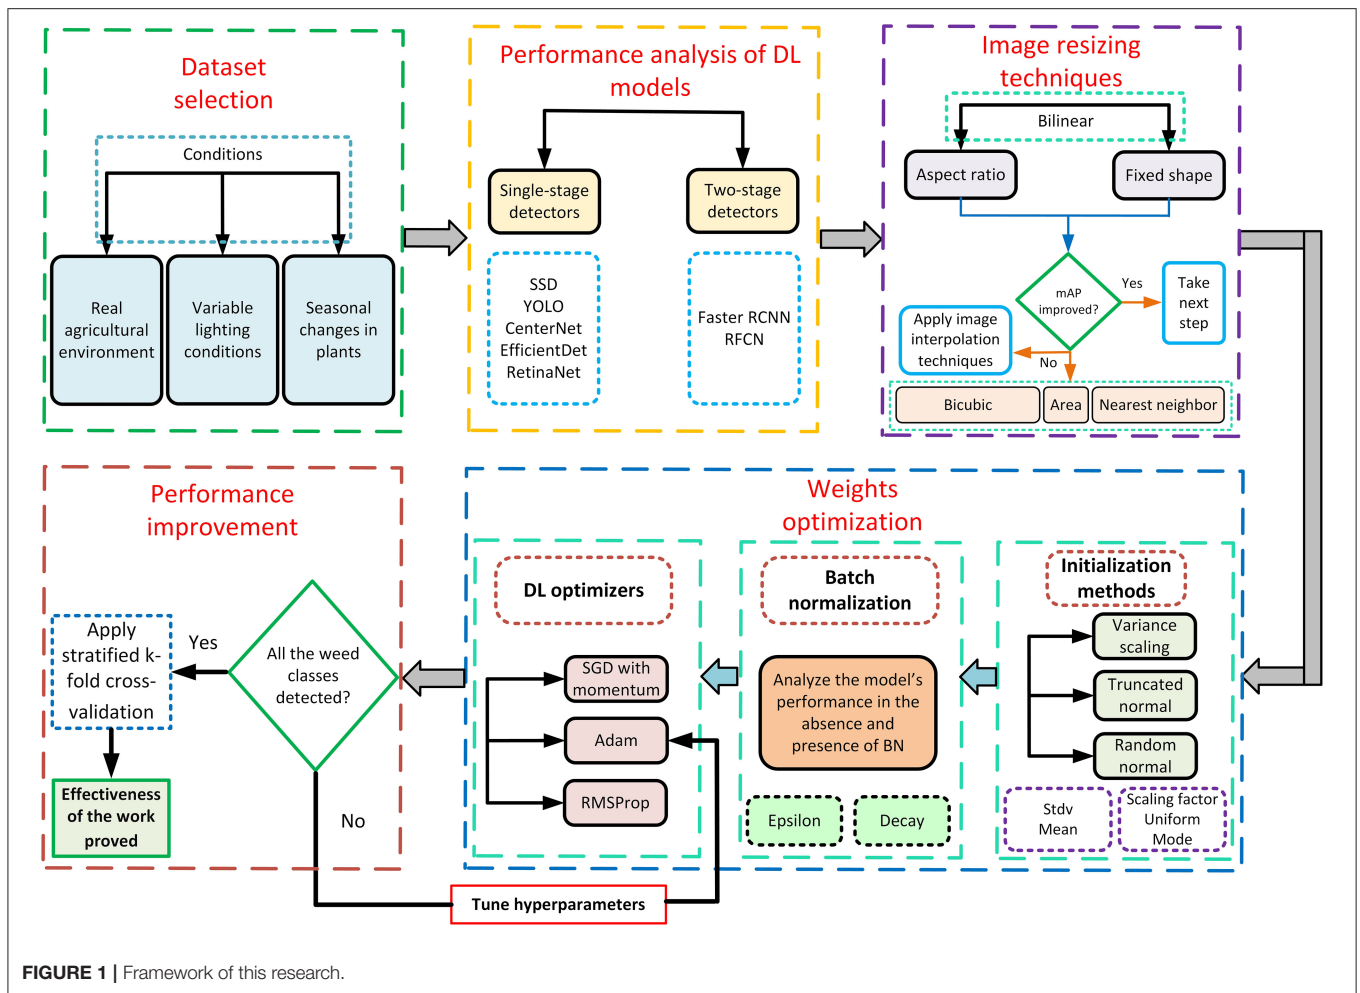 Dataset
selection
Conditions
Real
agricultural
environment
Variable
lighting
conditions
Seasonal
changes in
plants
Performance analysis of DL
models
Single-stage
detectors
Two-stage
detectors
SSD
YOLO
CenterNet
EfficientDet
RetinaNet
Faster RCNN
RFCN
Image resizing
techniques
Bilinear
Aspect ratio
Fixed shape
mAP
improved?
Yes
Take
next
step
No
Apply image
interpolation
techniques
Bicubic
Area
Nearest neighbor
Weights
optimization
Initialization
methods
Variance
scaling
Truncated
normal
Random
normal
Stdv
Mean
Scaling factor
Uniform
Mode
Batch
normalization
Analyze the model's
performance in the
absence and
presence of BN
Epsilon
Decay
DL optimizers
SGD with
momentum
Adam
RMSProp
Performance
improvement
All the weed
classes
detected?
Yes
Apply
stratified k-
fold cross-
validation
Effectiveness
of the work
proved
No
Tune hyperparameters
FIGURE 1 | Framework of this research.